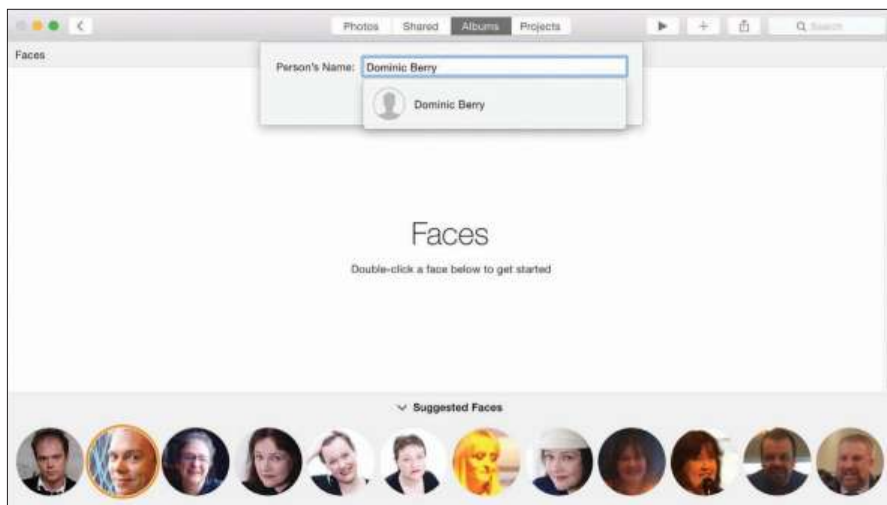 Photos Shared Albums Projects Search
Faces
Person's Name: Dominic Berry
Dominic Berry
Faces
Double-click a face below to get started
Suggested Faces